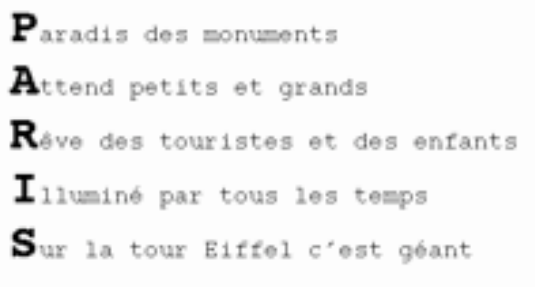 Paradis des monuments
Attend petits et grands
Rêve des touristes et des enfants
Illuminé par tous les temps
Sur la tour Eiffel c'est géant